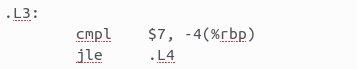 .L3:
cmpl $7, -4(%rbp)
jle .L4